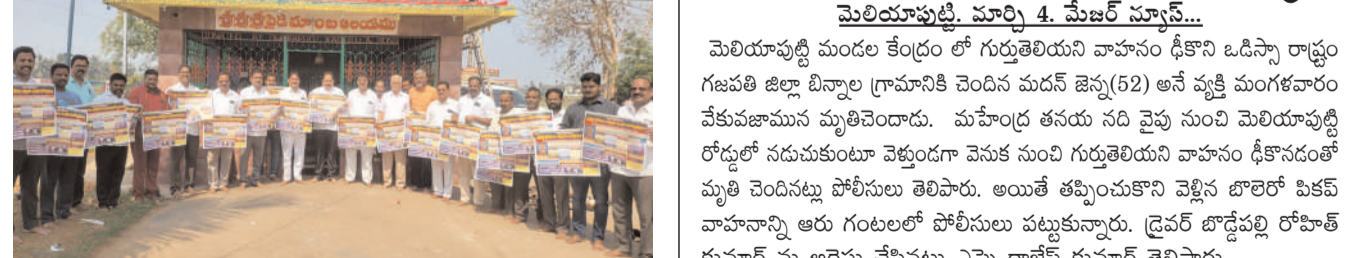 శ్రీశ్రీశ్రీపైడిమాంబ ఆలయము
మెలియాపుట్టి. మార్చి 4. మేజర్ న్యూస్...
మెలియాపుట్టి మండల కేంద్రం లో గుర్తుతెలియని వాహనం ఢీకొని ఒడిస్సా రాష్ట్రం
గజపతి జిల్లా బిన్నాల గ్రామానికి చెందిన మదన్ జెన్న(52) అనే వ్యక్తి మంగళవారం
వేకువజామున మృతిచెందాడు. మహేంద్ర తనయ నది వైపు నుంచి మెలియాపుట్టి
రోడ్డులో నడుచుకుంటూ వెళ్తుండగా వెనుక నుంచి గుర్తుతెలియని వాహనం ఢీకొనడంతో
మృతి చెందినట్లు పోలీసులు తెలిపారు. అయితే తప్పించుకొని వెళ్లిన బొలెరో పికప్
వాహనాన్ని ఆరు గంటలలో పోలీసులు పట్టుకున్నారు. డ్రైవర్ బొడ్డేపల్లి రోహిత్